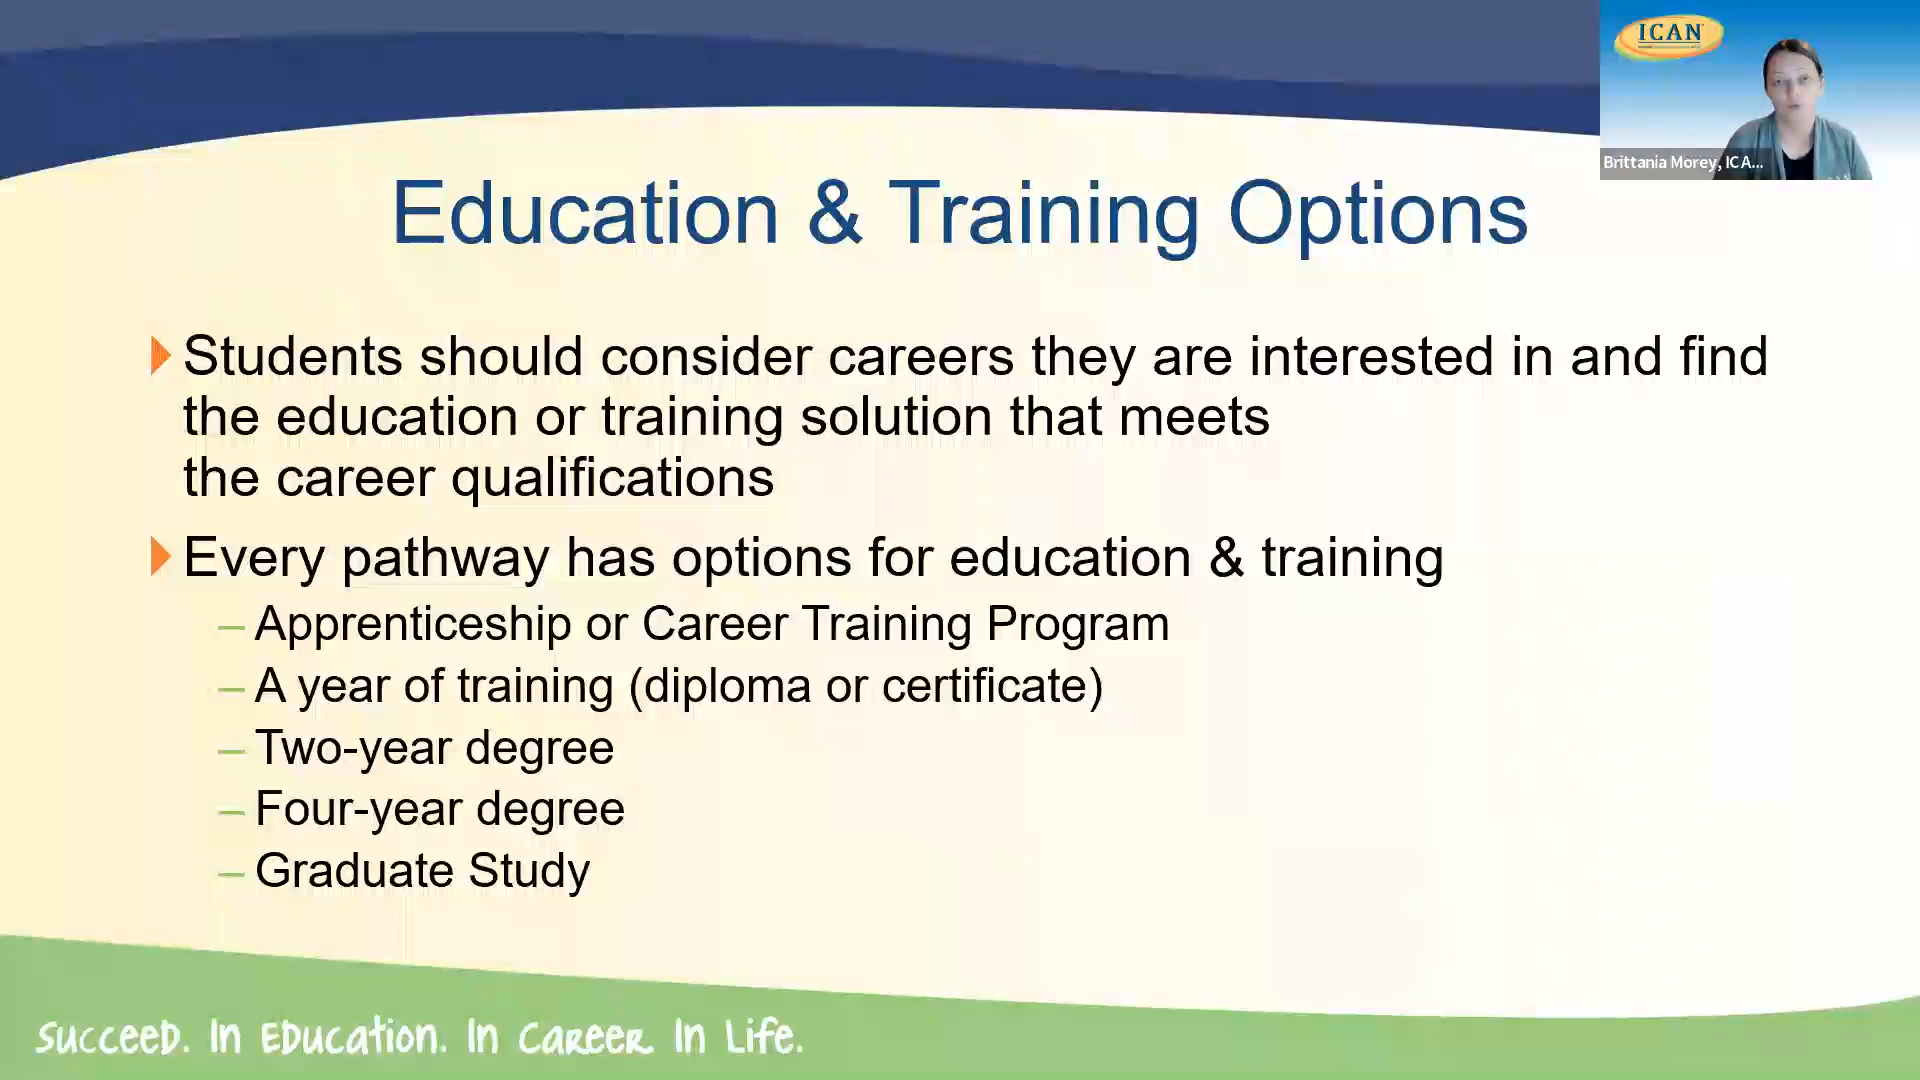 ICAN
Brittania Morey, ICA...
Education & Training Options
Students should consider careers they are interested in and find
the education or training solution that meets
the career qualifications
Every pathway has options for education & training
– Apprenticeship or Career Training Program
– A year of training (diploma or certificate)
– Two-year degree
– Four-year degree
– Graduate Study
Succeed. In Education. In Career. In Life.